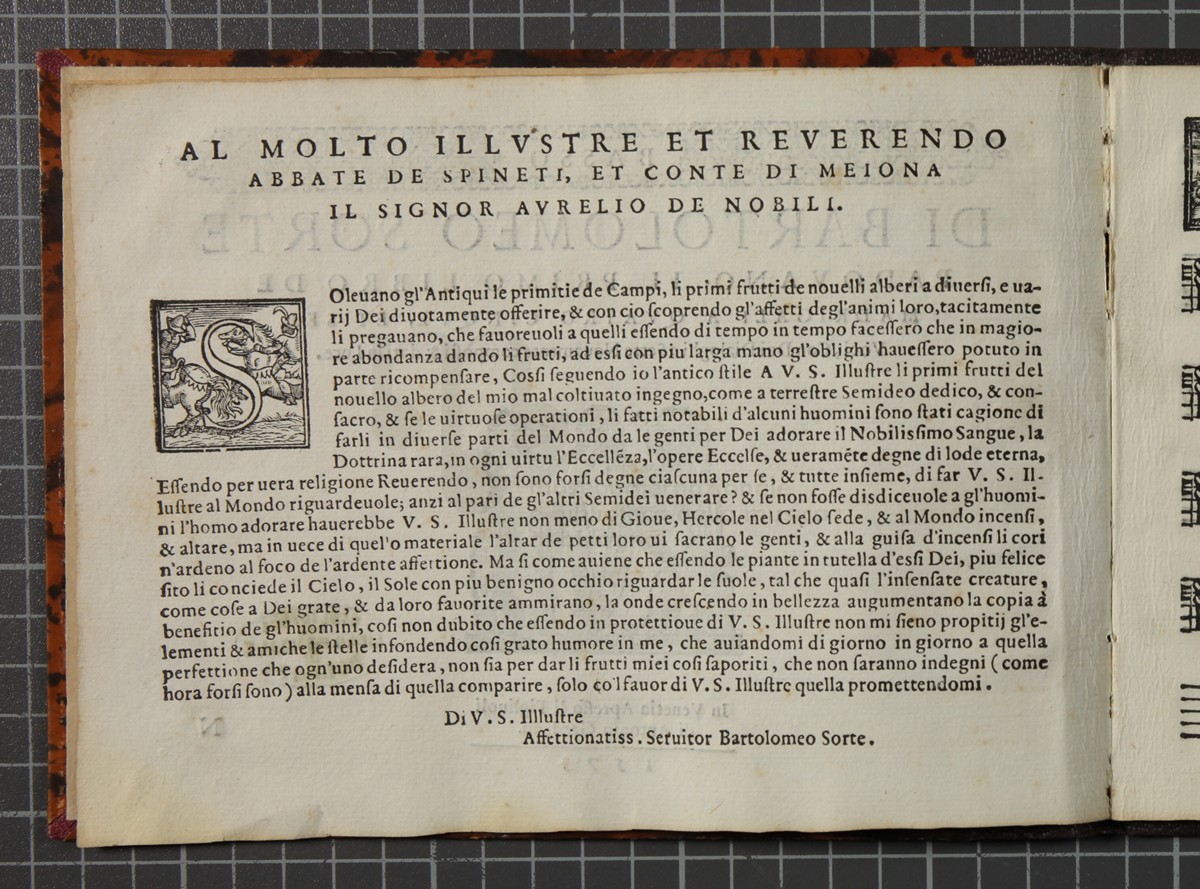 AL MOLTO ILLVSTRE ET REVERENDO
ABBATE DE SPINETI, ET CONTE DI MEIONA
IL SIGNOR AVRELIO DE NOBILI.
SOleuano gl'Antiqui le primitie de Campi, li primi frutti de nouelli alberi a diuersi, e ua-
rij Dei diuotamente offerire, & con cio scoprendo gl'affetti degl'animi loro,tacitamente
li pregauano, che fauoreuoli a quelli essendo di tempo in tempo facessero che in magio-
re abondanza dando li frutti, ad essi con piu larga mano gl'oblighi hauessero potuto in
parte ricompensare, Cossi seguendo io l'antico stile A V. S. Illustre li primi frutti del
nouello albero del mio mal coltiuato ingegno,come a terrestre Semideo dedico, & con-
sacro, & se le uirtuose operationi, li fatti notabili d'alcuni huomini sono stati cagione di
farli in diuerse parti del Mondo da le genti per Dei adorare il Nobilissimo Sangue, la
Dottrina rara,in ogni uirtu l'Eccellẽza,l'opere Eccelse, & ueramẽte degne di lode eterna,
Essendo per uera religione Reuerendo, non sono forsi degne ciascuna per se, & tutte insieme, di far V. S. Il-
lustre al Mondo riguardeuole; anzi al pari de gl'altri Semidei uenerare? & se non fosse disdiceuole a gl'huomi-
ni l'homo adorare hauerebbe V. S. Illustre non meno di Gioue, Hercole nel Cielo sede, & al Mondo incensi,
& altare, ma in uece di quel'o materiale l'altar de petti loro ui sacrano le genti, & alla guisa d'incensi li cori
n'ardeno al foco de l'ardente affettione. Ma si come auiene che essendo le piante in tutella d'essi Dei, piu felice
sito li conciede il Cielo, il Sole con piu benigno occhio riguardar le suole, tal che quasi l'insensate creature,
come cose a Dei grate, & da loro fauorite ammirano, la onde crescendo in bellezza augumentano la copia à
benefitio de gl'huomini, cosi non dubito che essendo in protettioue di V. S. Illustre non mi sieno propitij gl'e-
lementi & amiche le stelle infondendo cosi grato humore in me, che auiandomi di giorno in giorno a quella
perfettione che ogn'uno desidera, non sia per dar li frutti miei cosi saporiti, che non saranno indegni (come
hora forsi sono) alla mensa di quella comparire, solo co'l fauor di V. S. Illustre quella promettendomi.
Di V. S. Illlustre
Affettionatiss. Seruitor Bartolomeo Sorte.